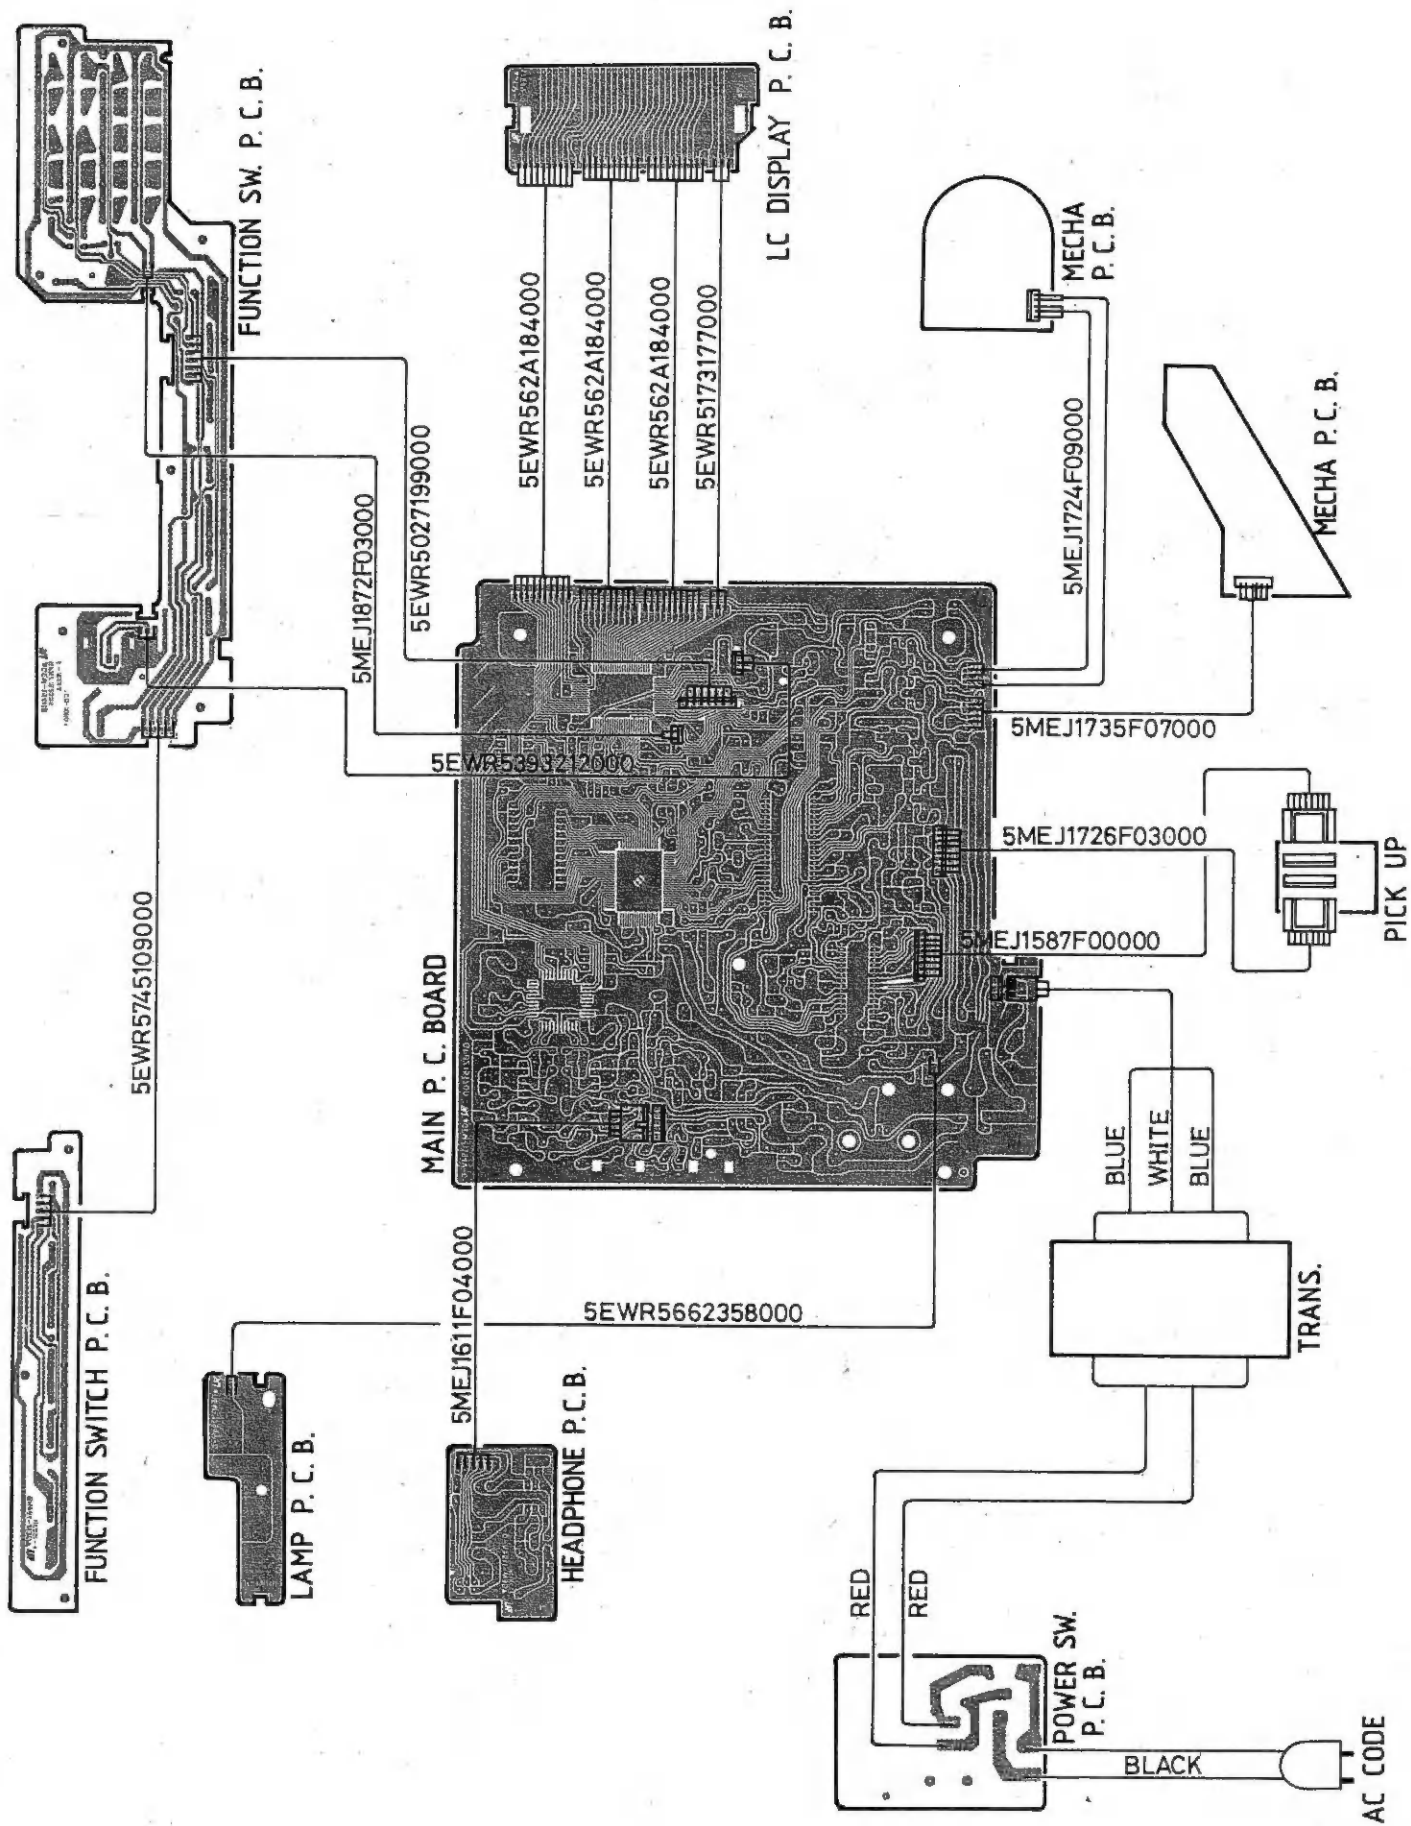 FUNCTION SW. P. C. B.
LC DISPLAY P. C. B.
5EWR562A184000
5EWR562A184000
5EWR562A184000
5EWR5173177000
MECHA
P. C. B.
5MEJ1724F09000
MECHA P. C. B.
5MEJ1735F07000
5MEJ1872F03000
5EWR5027199000
5EWR5393212000
5EWR5745109000
MAIN P. C. BOARD
5MEJ1726F03000
5MEJ1587F00000
PICK UP
FUNCTION SWITCH P. C. B.
LAMP P. C. B.
5EWR5662358000
5MEJ1611F04000
HEADPHONE P. C. B.
BLUE
WHITE
BLUE
TRANS.
RED
RED
POWER SW.
P. C. B.
BLACK
AC CODE